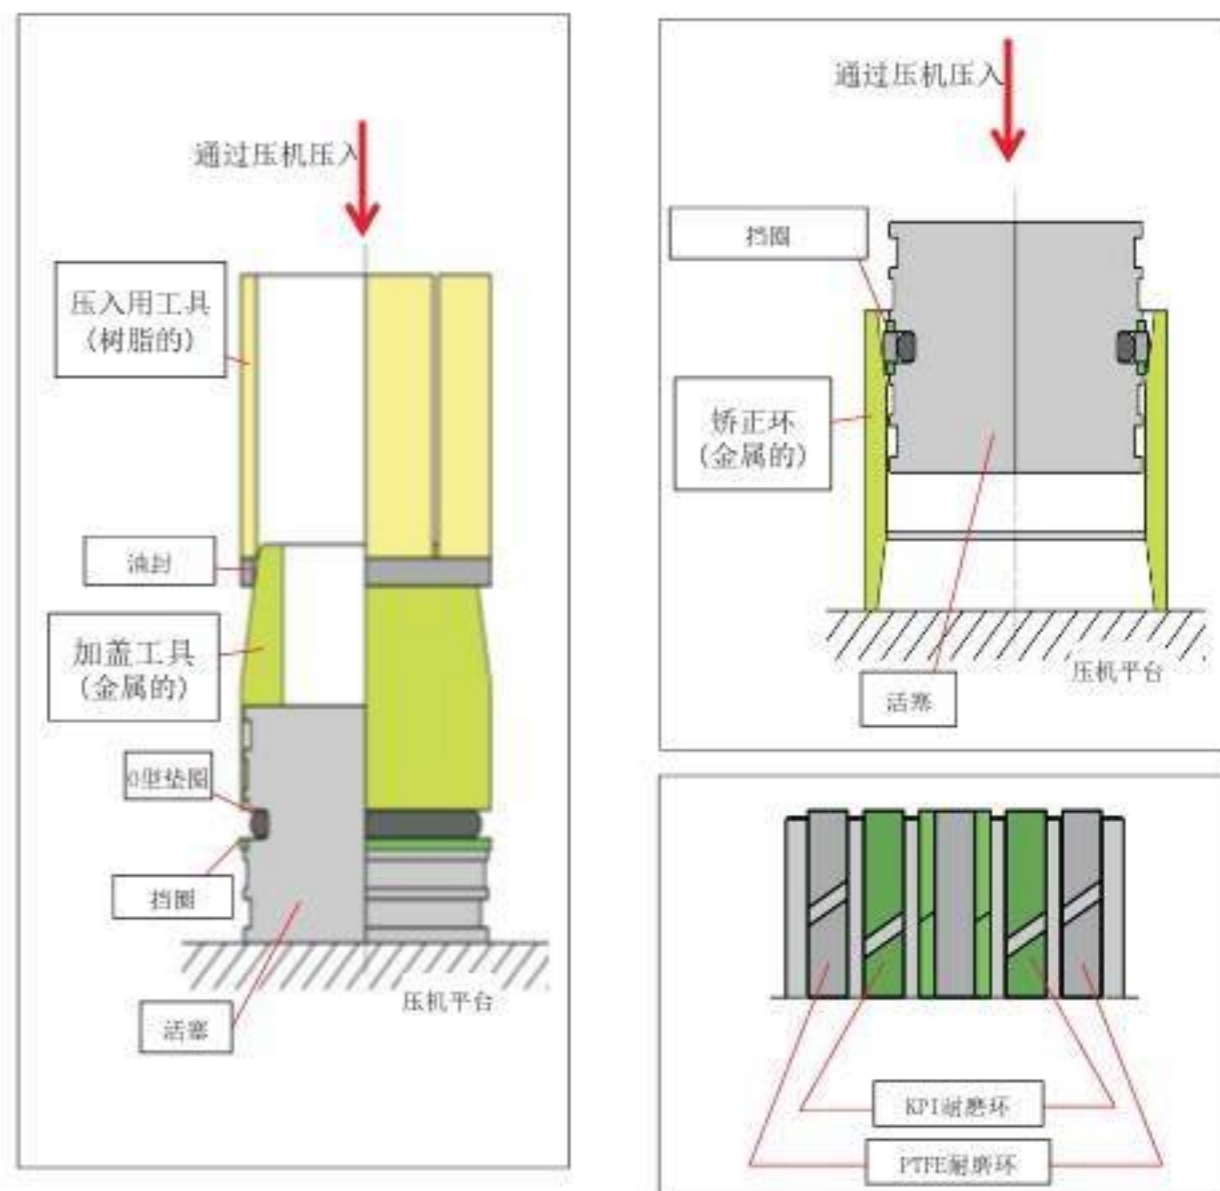 通过压机压入
压入用工具
(树脂的)
油封
加盖工具
(金属的)
O型垫圈
挡圈
活塞
压机平台
通过压机压入
挡圈
矫正环
(金属的)
压机平台
活塞
KPI耐磨环
PTFE耐磨环